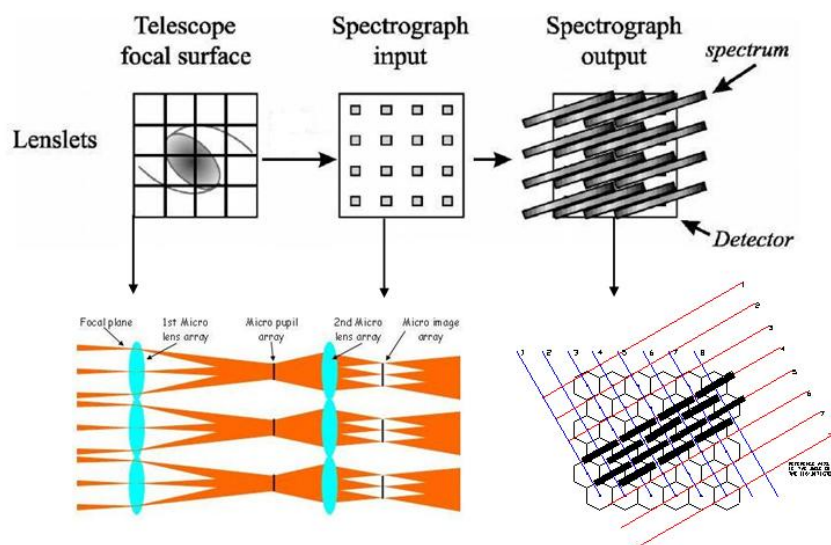 Telescope
focal surface
Spectrograph
input
Spectrograph
output
spectrum
Lenslets
Detector
Focal plane
1st Micro
lens array
Micro pupil
array
2nd Micro
lens array
Micro image
array
1
2
3
4
5
6
7
8
1
2
3
4
5
6
7